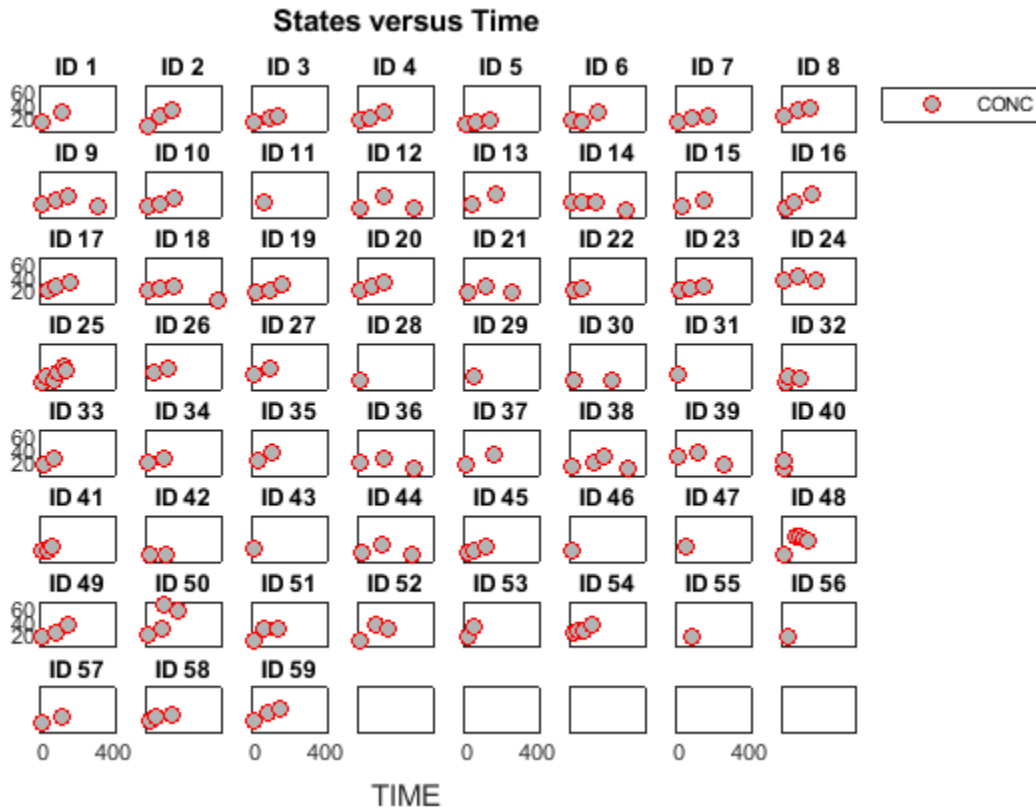 States versus Time
ID 1 ID 2 ID 3 ID 4 ID 5 ID 6 ID 7 ID 8
60
40
20
CONC
ID 9 ID 10 ID 11 ID 12 ID 13 ID 14 ID 15 ID 16
ID 17 ID 18 ID 19 ID 20 ID 21 ID 22 ID 23 ID 24
60
40
20
ID 25 ID 26 ID 27 ID 28 ID 29 ID 30 ID 31 ID 32
ID 33 ID 34 ID 35 ID 36 ID 37 ID 38 ID 39 ID 40
60
40
20
ID 41 ID 42 ID 43 ID 44 ID 45 ID 46 ID 47 ID 48
ID 49 ID 50 ID 51 ID 52 ID 53 ID 54 ID 55 ID 56
60
40
20
ID 57 ID 58 ID 59
0 400 0 400 0 400 0 400
TIME